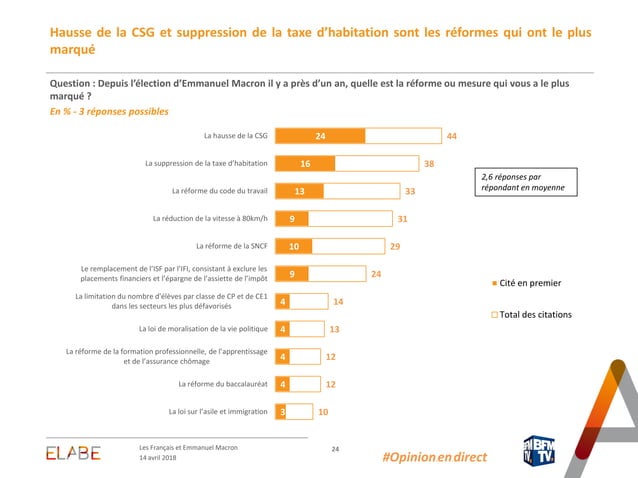 Hausse de la CSG et suppression de la taxe d'habitation sont les réformes qui ont le plus
marqué
Question : Depuis l'élection d'Emmanuel Macron il y a près d'un an, quelle est la réforme ou mesure qui vous a le plus
marqué ?
En % - 3 réponses possibles
La hausse de la CSG 24 44
La suppression de la taxe d'habitation 16 38
2,6 réponses par
répondant en moyenne
La réforme du code du travail 13 33
La réduction de la vitesse à 80km/h 9 31
La réforme de la SNCF 10 29
Le remplacement de l'ISF par l'IFI, consistant à exclure les
placements financiers et l'épargne de l'assiette de l'impôt 9 24
Cité en premier
La limitation du nombre d'élèves par classe de CP et de CE1
dans les secteurs les plus défavorisés 4 14
Total des citations
La loi de moralisation de la vie politique 4 13
La réforme de la formation professionnelle, de l'apprentissage
et de l'assurance chômage 4 12
La réforme du baccalauréat 4 12
La loi sur l'asile et immigration 3 10
ELABE
Les Français et Emmanuel Macron
14 avril 2018
24
#Opinionendirect
BFM
TV.